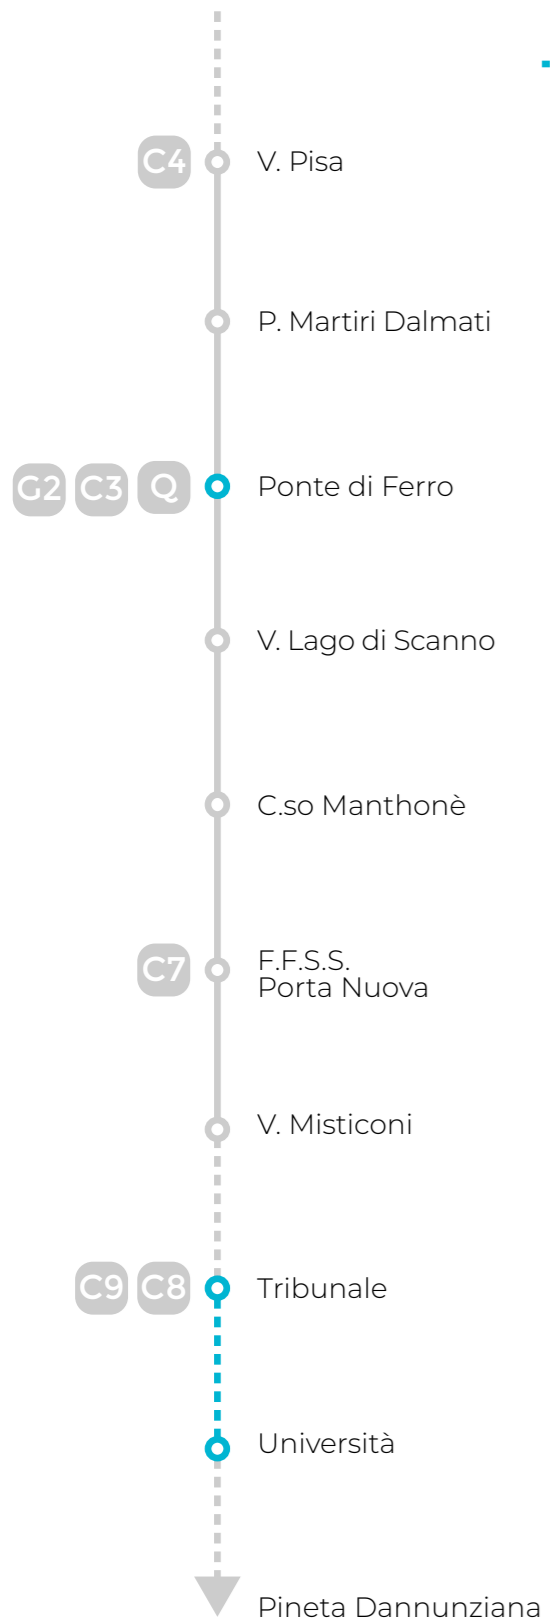 C4 V. Pisa
P. Martiri Dalmati
G2 C3 Q Ponte di Ferro
V. Lago di Scanno
C.so Manthonè
C7 F.F.S.S.
Porta Nuova
V. Misticoni
C9 C8 Tribunale
Università
Pineta Dannunziana